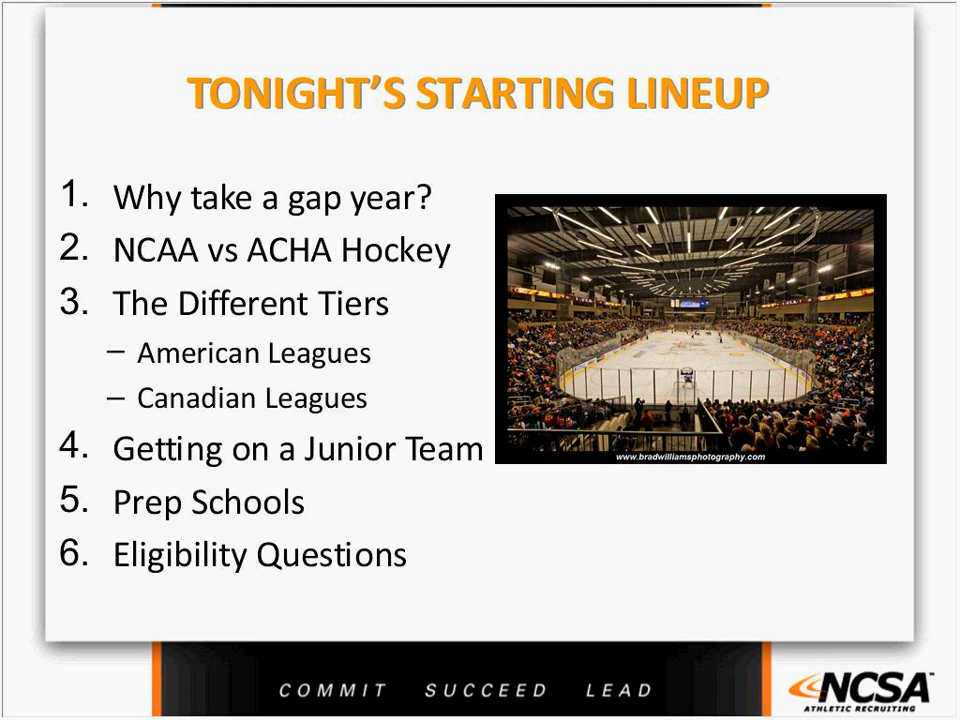 TONIGHT’S STARTING LINEUP
1. Why take a gap year?
2. NCAA vs ACHA Hockey
3. The Different Tiers
– American Leagues
– Canadian Leagues
4. Getting on a Junior Team
5. Prep Schools
6. Eligibility Questions
www.bradwilliamsphotography.com
COMMIT SUCCEED LEAD
NCSA™
ATHLETIC RECRUITING